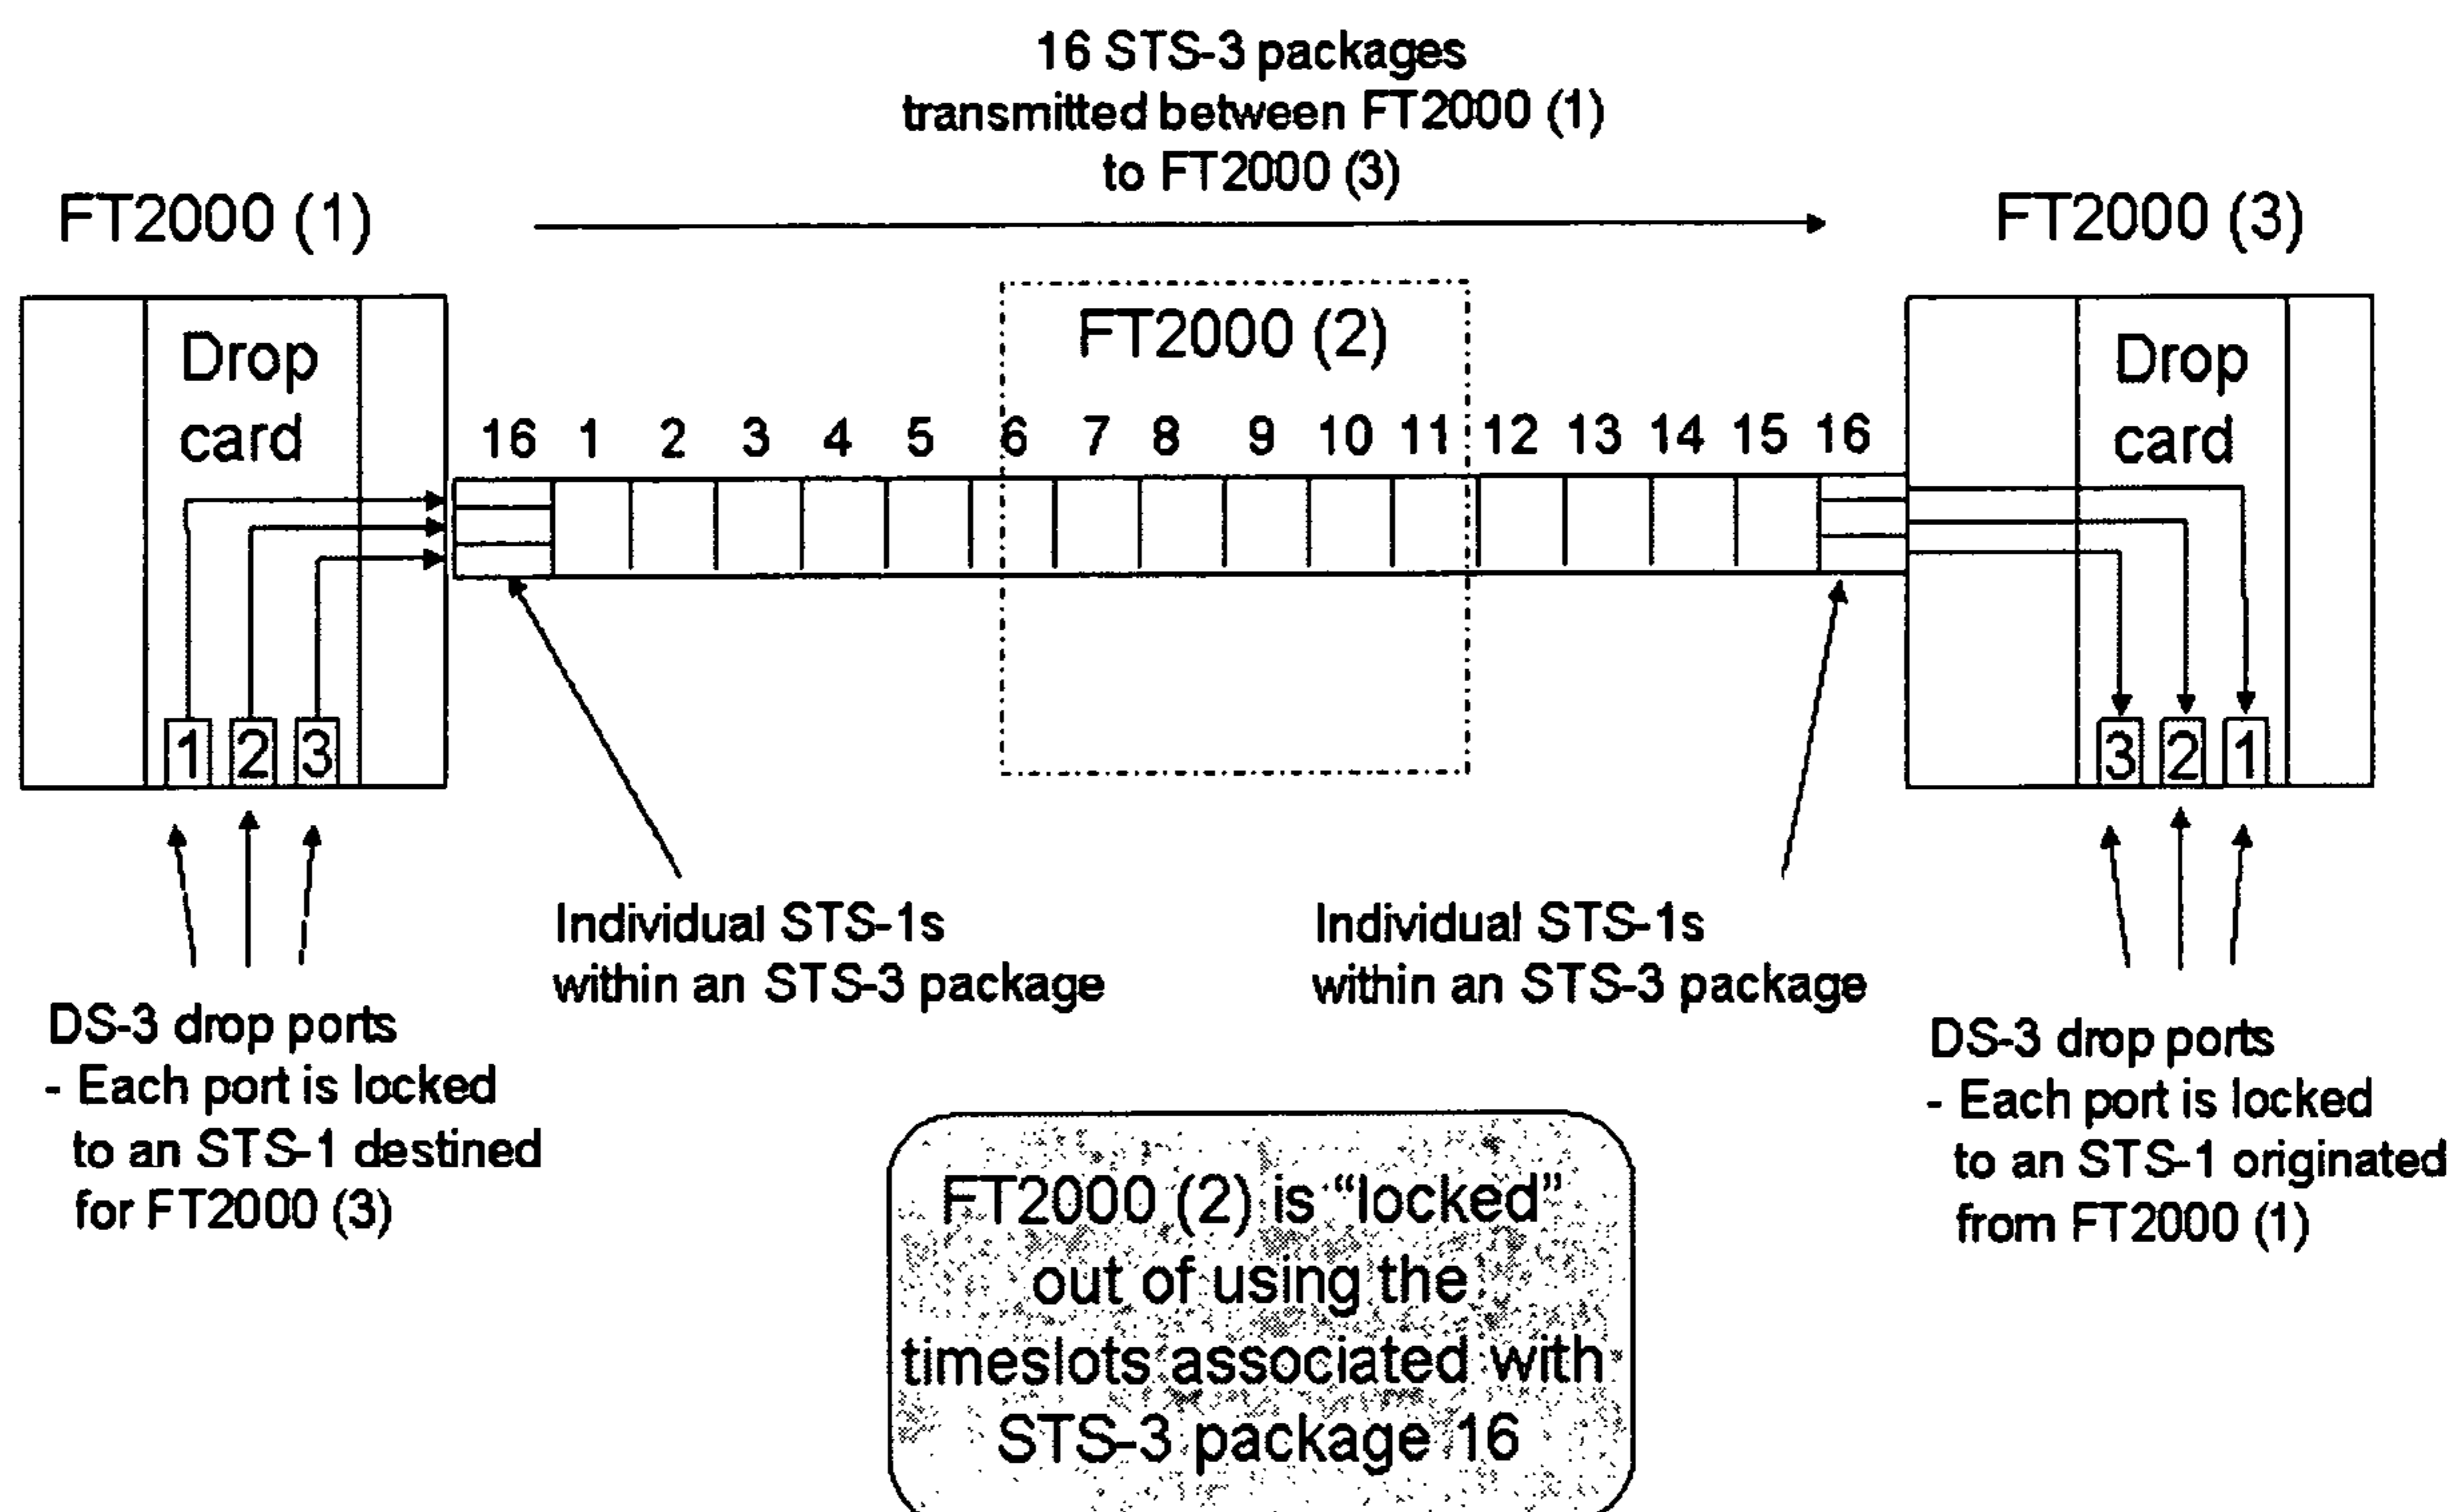 16 STS-3 packages
transmitted between FT2000 (1)
to FT2000 (3)
FT2000 (1)
FT2000 (3)
FT2000 (2)
Drop
card
Drop
card
16 1 2 3 4 5 6 7 8 9 10 11 12 13 14 15 16
1 2 3
3 2 1
Individual STS-1s
within an STS-3 package
Individual STS-1s
within an STS-3 package
DS-3 drop ports
- Each port is locked
to an STS-1 destined
for FT2000 (3)
DS-3 drop ports
- Each port is locked
to an STS-1 originated
from FT2000 (1)
FT2000 (2) is “locked”
out of using the
timeslots associated with
STS-3 package 16